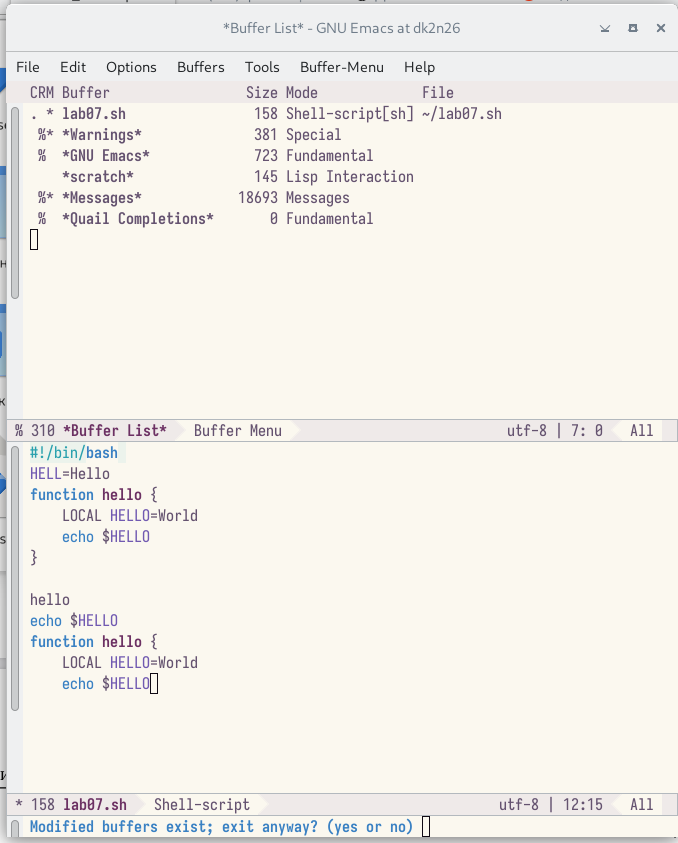 *Buffer List* - GNU Emacs at dk2n26
File Edit Options Buffers Tools Buffer-Menu Help
CRM Buffer Size Mode File
. * lab07.sh 158 Shell-script[sh] ~/lab07.sh
%* *Warnings* 381 Special
% *GNU Emacs* 723 Fundamental
*scratch* 145 Lisp Interaction
%* *Messages* 18693 Messages
% *Quail Completions* 0 Fundamental
% 310 *Buffer List* Buffer Menu utf-8 | 7: 0 All
#!/bin/bash
HELL=Hello
function hello {
    LOCAL HELLO=World
    echo $HELLO
}

hello
echo $HELLO
function hello {
    LOCAL HELLO=World
    echo $HELLO
* 158 lab07.sh Shell-script utf-8 | 12:15 All
Modified buffers exist; exit anyway? (yes or no)